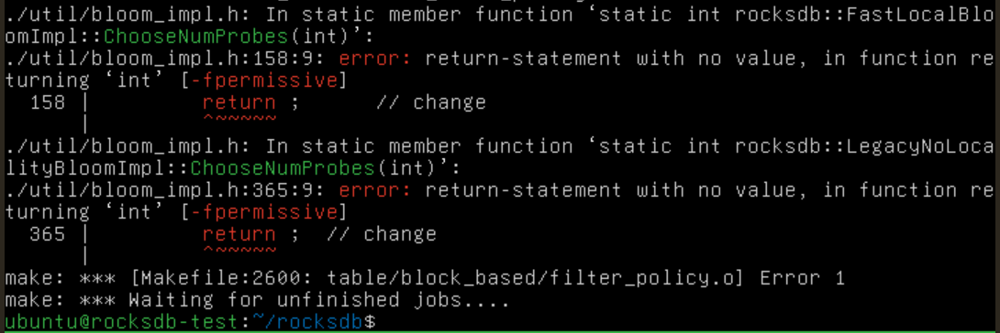 ./util/bloom_impl.h: In static member function ‘static int rocksdb::FastLocalBlo
omImpl::ChooseNumProbes(int)’:
./util/bloom_impl.h:158:9: error: return-statement with no value, in function re
turning ‘int’ [-fpermissive]
  158 |         return ;       // change
      |         ^~~~~~
./util/bloom_impl.h: In static member function ‘static int rocksdb::LegacyNoLoca
lityBloomImpl::ChooseNumProbes(int)’:
./util/bloom_impl.h:365:9: error: return-statement with no value, in function re
turning ‘int’ [-fpermissive]
  365 |         return ;  // change
      |         ^~~~~~
make: *** [Makefile:2600: table/block_based/filter_policy.o] Error 1
make: *** Waiting for unfinished jobs....
ubuntu@rocksdb-test:~/rocksdb$